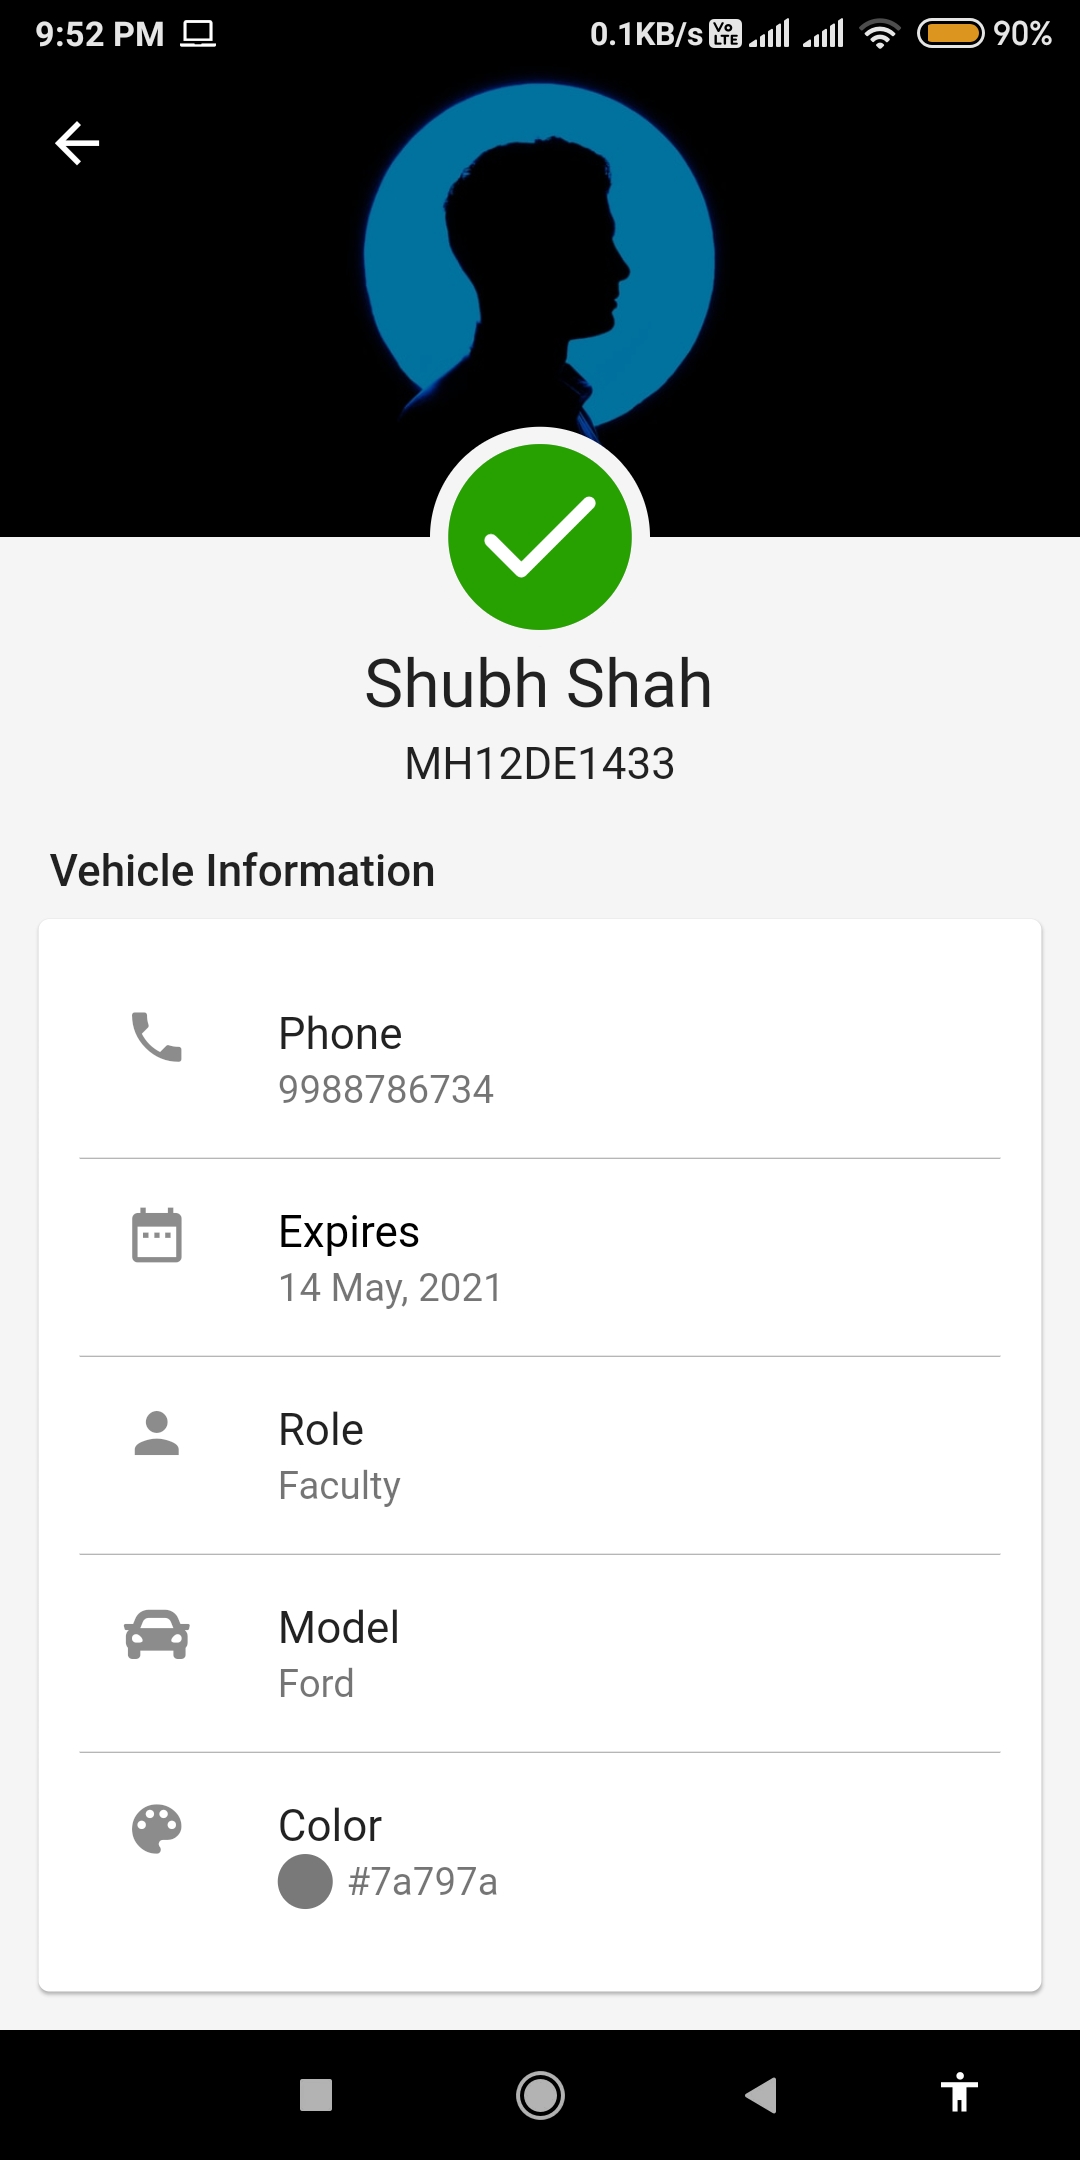 9:52 PM 0.1KB/s Vo LTE 90%
Shubh Shah
MH12DE1433
Vehicle Information
Phone
9988786734
Expires
14 May, 2021
Role
Faculty
Model
Ford
Color
#7a797a